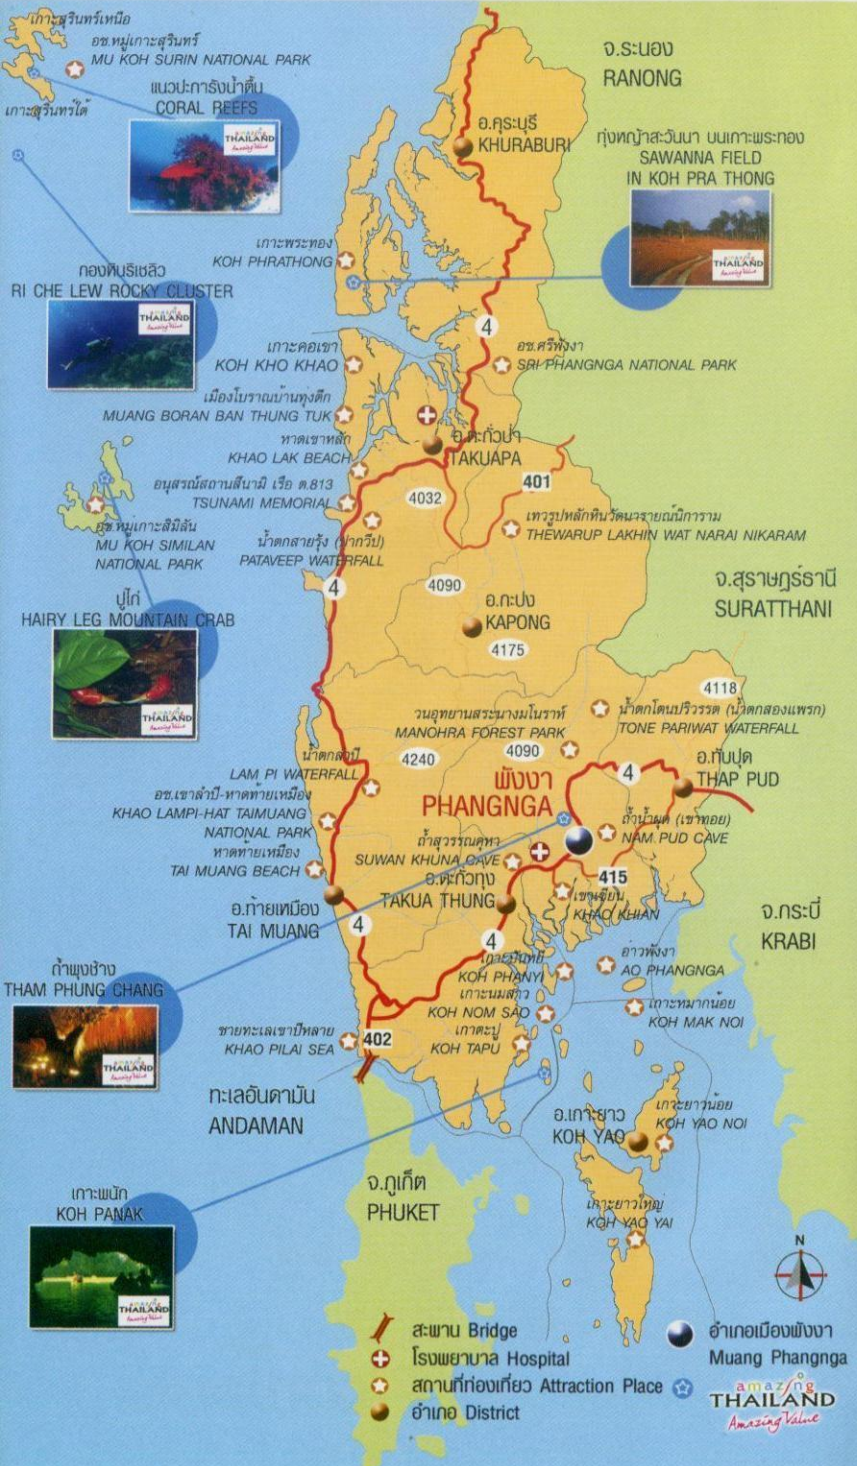 เกาะสุรินทร์เหนือ
อช.หมู่เกาะสุรินทร์
MU KOH SURIN NATIONAL PARK
เกาะสุรินทร์ใต้
แนวปะการังน้ำตื้น
CORAL REEFS
amazing
THAILAND
Amazing Value
จ.ระนอง
RANONG
อ.คุระบุรี
KHURABURI
ทุ่งหญ้าสะวันนา บนเกาะพระทอง
SAWANNA FIELD
IN KOH PRA THONG
amazing
THAILAND
Amazing Value
เกาะพระทอง
KOH PHRATHONG
กองหินริเชลิว
RI CHE LEW ROCKY CLUSTER
amazing
THAILAND
Amazing Value
4
เกาะคอเขา
KOH KHO KHAO
อช.ศรีพังงา
SRI PHANGNGA NATIONAL PARK
เมืองโบราณบ้านทุ่งตึก
MUANG BORAN BAN THUNG TUK
อ.ตะกั่วป่า
TAKUAPA
หาดเขาหลัก
KHAO LAK BEACH
อนุสรณ์สถานสึนามิ เรือ ต.813
TSUNAMI MEMORIAL
4032
401
เทวรูปหลักหินวัดนารายณ์นิการาม
THEWARUP LAKHIN WAT NARAI NIKARAM
น้ำตกสายรุ้ง (ปากวีป)
PATAVEEP WATERFALL
อช.หมู่เกาะสิมิลัน
MU KOH SIMILAN
NATIONAL PARK
4
4090
อ.กะปง
KAPONG
4175
จ.สุราษฎร์ธานี
SURATTHANI
ปูไก่
HAIRY LEG MOUNTAIN CRAB
amazing
THAILAND
Amazing Value
4118
วนอุทยานสระนางมโนราห์
MANOHRA FOREST PARK
น้ำตกโตนปริวรรต (น้ำตกสองแพรก)
TONE PARIWAT WATERFALL
4240
4090
น้ำตกลำปี
LAM PI WATERFALL
4
อ.ทับปุด
THAP PUD
พังงา
PHANGNGA
อช.เขาลำปี-หาดท้ายเหมือง
KHAO LAMPI-HAT TAIMUANG
NATIONAL PARK
ถ้ำน้ำผุด (เขาทอย)
NAM PUD CAVE
หาดท้ายเหมือง
TAI MUANG BEACH
ถ้ำสุวรรณคูหา
SUWAN KHUNA CAVE
415
อ.ตะกั่วทุ่ง
TAKUA THUNG
เขาเขียน
KHAO KHIAN
อ.ท้ายเหมือง
TAI MUANG
4
4
จ.กระบี่
KRABI
เกาะปันหยี
KOH PHANYI
อ่าวพังงา
AO PHANGNGA
ถ้ำพุงช้าง
THAM PHUNG CHANG
amazing
THAILAND
Amazing Value
เกาะนมสาว
KOH NOM SAO
เกาะหมากน้อย
KOH MAK NOI
ชายทะเลเขาปิหลาย
KHAO PILAI SEA
402
เกาตะปู
KOH TAPU
ทะเลอันดามัน
ANDAMAN
อ.เกาะยาว
KOH YAO
เกาะยาวน้อย
KOH YAO NOI
จ.ภูเก็ต
PHUKET
เกาะพนัก
KOH PANAK
amazing
THAILAND
Amazing Value
เกาะยาวใหญ่
KOH YAO YAI
N
สะพาน Bridge
โรงพยาบาล Hospital
สถานที่ท่องเที่ยว Attraction Place
อำเภอ District
อำเภอเมืองพังงา
Muang Phangnga
amazing
THAILAND
Amazing Value